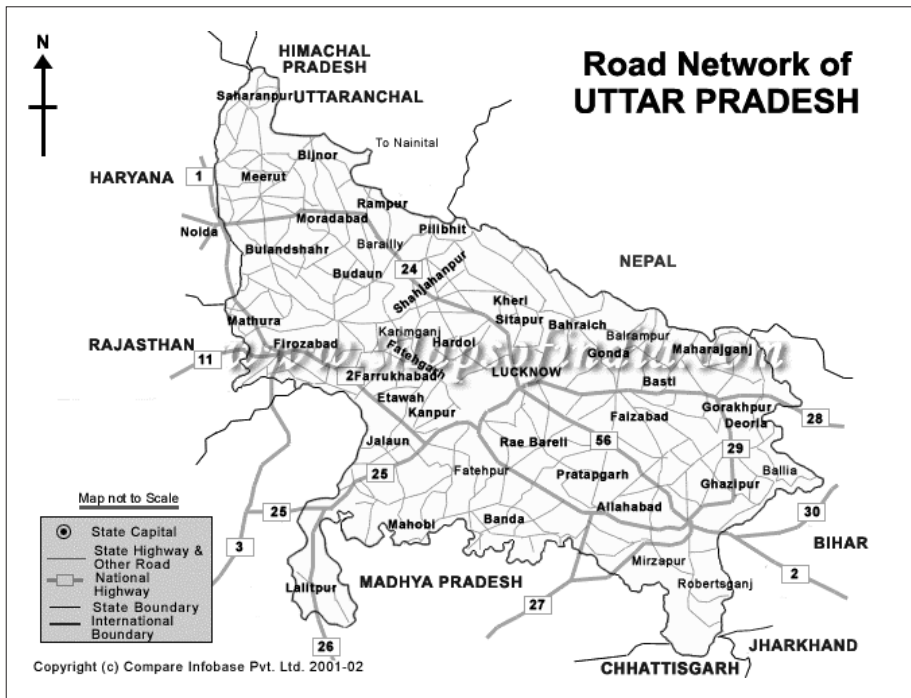 Road Network of
UTTAR PRADESH
N
HIMACHAL
PRADESH
Saharanpur
UTTARANCHAL
To Nainital
Bijnor
HARYANA
1
Meerut
Rampur
Moradabad
Pilibhit
Noida
Bulandshahr
Barailly
NEPAL
Budaun
24
Shahjahanpur
Kheri
Mathura
Sitapur
Bahraich
Karimganj
Balrampur
RAJASTHAN
11
Firozabad
Hardoi
Gonda
Maharajganj
www.mapsofindia.com
Fatehgarh
LUCKNOW
2
Farrukhabad
Basti
Etawah
Kanpur
Faizabad
Gorakhpur
28
Deoria
Jalaun
Rae Bareli
56
29
25
Fatehpur
Pratapgarh
Ballia
Ghazipur
Map not to Scale
Allahabad
25
Mahobi
Banda
30
3
BIHAR
Mirzapur
2
Lalitpur
MADHYA PRADESH
Robertsganj
27
26
JHARKHAND
CHHATTISGARH
State Capital
State Highway &
Other Road
National
Highway
State Boundary
International
Boundary
Copyright (c) Compare Infobase Pvt. Ltd. 2001-02